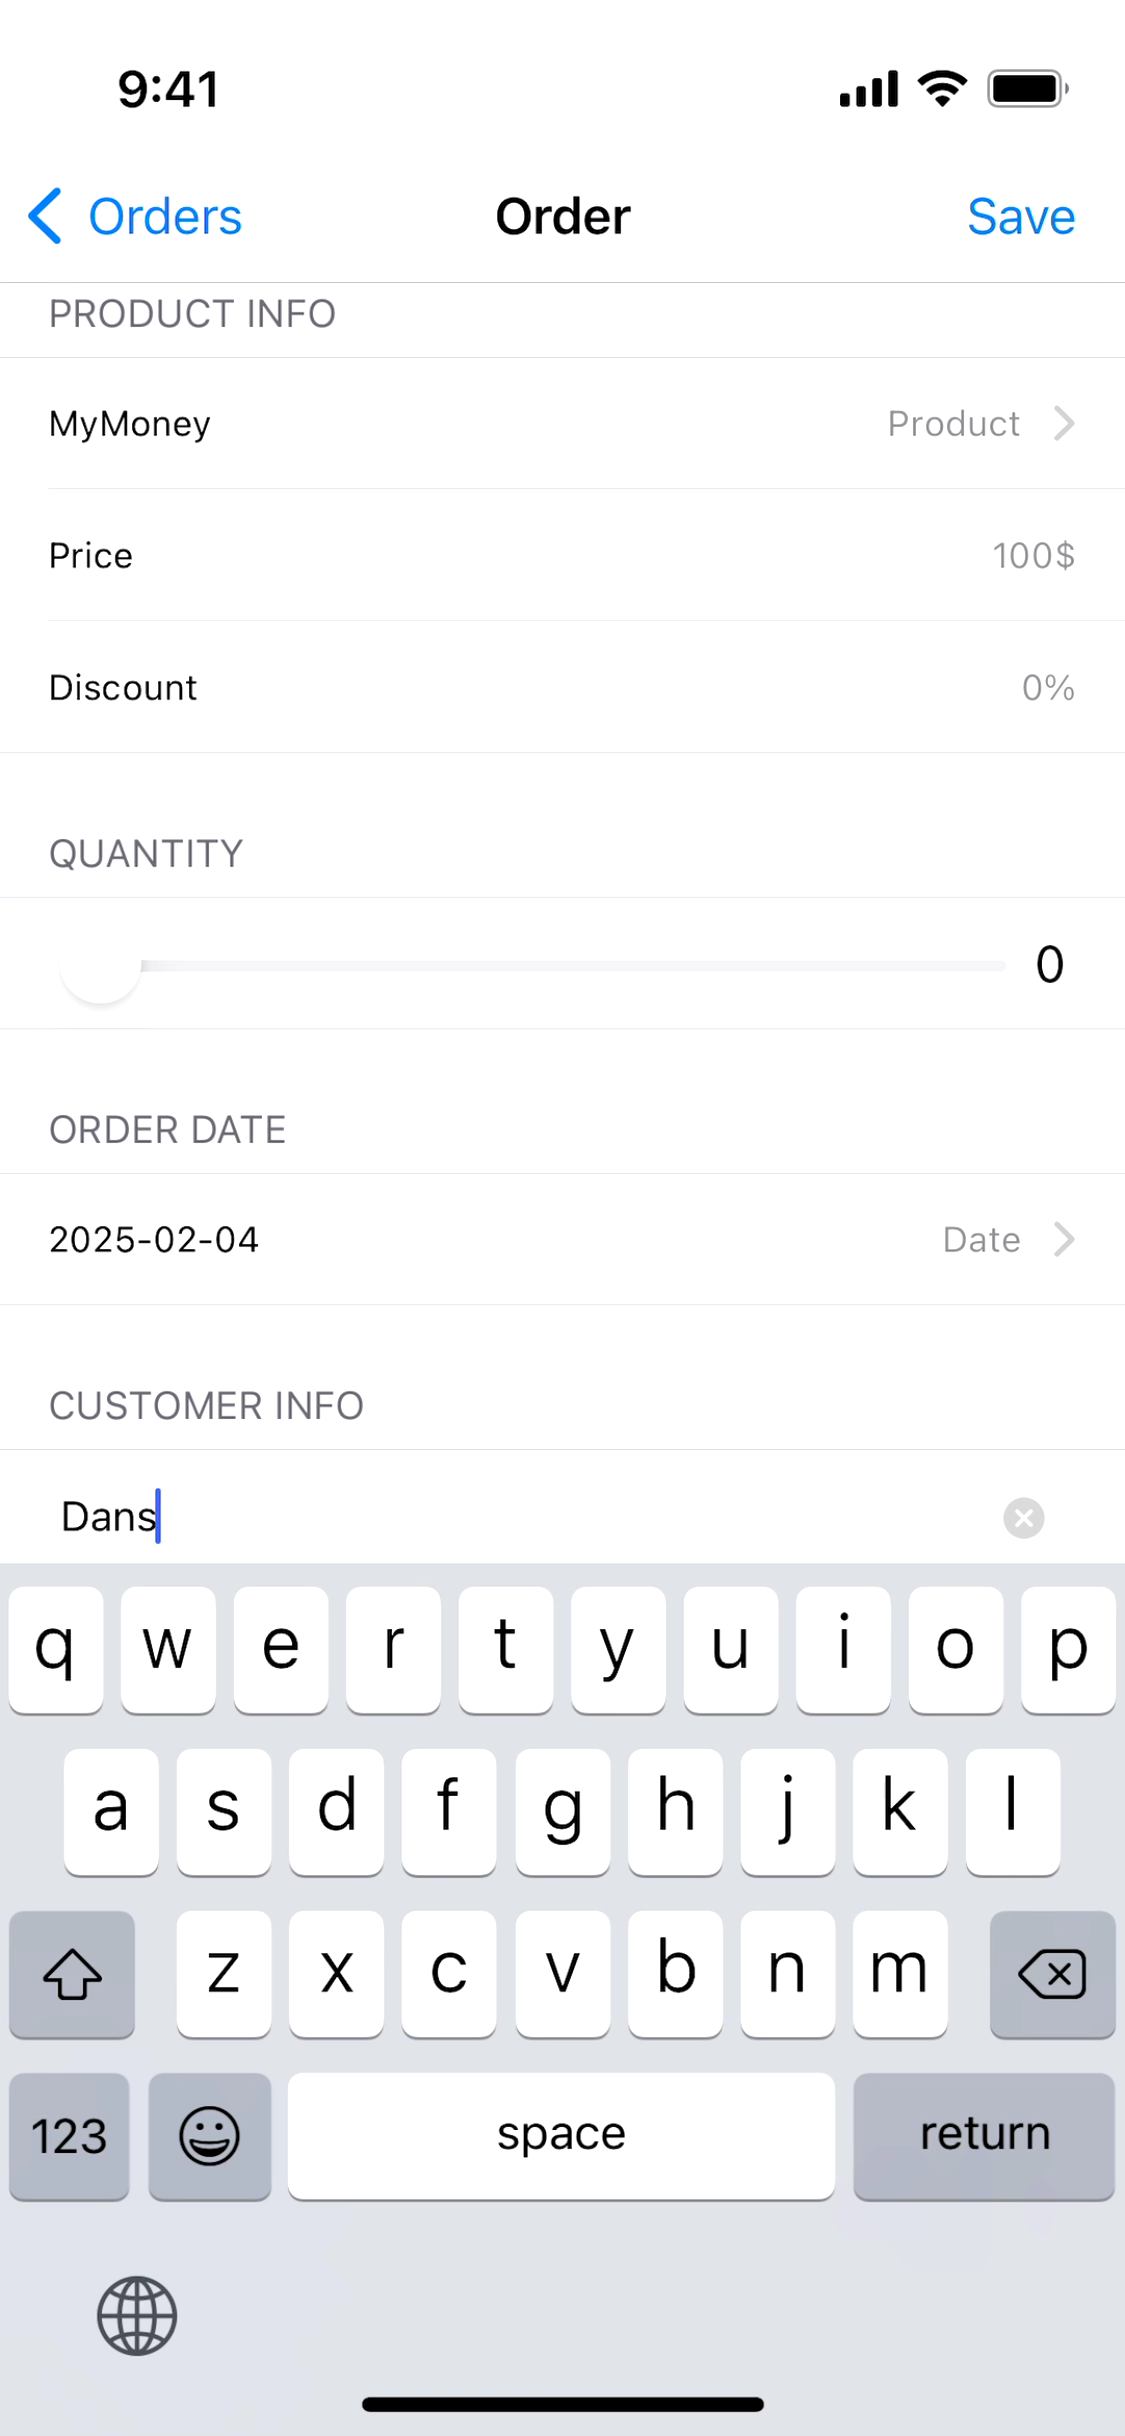 9:41
Orders
Order
Save
PRODUCT INFO
MyMoney
Product
Price
100$
Discount
0%
QUANTITY
0
ORDER DATE
2025-02-04
Date
CUSTOMER INFO
Dans
q w e r t y u i o p
a s d f g h j k l
z x c v b n m
123
space
return